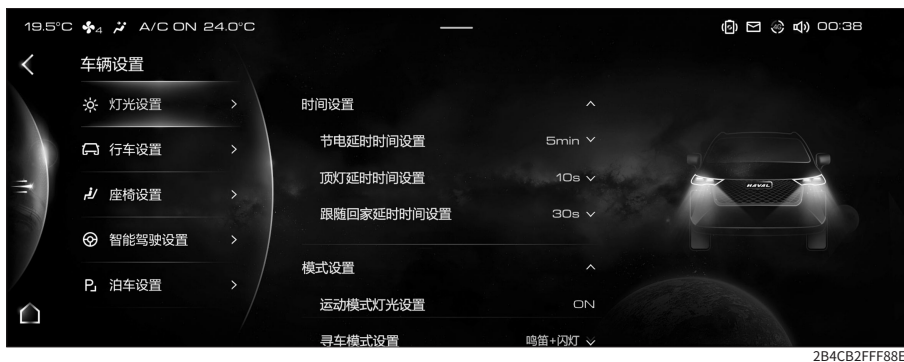 19.5°C 4 A/C ON 24.0°C 00:38
车辆设置
灯光设置
行车设置
座椅设置
智能驾驶设置
泊车设置
时间设置
节电延时时间设置 5min
顶灯延时时间设置 10s
跟随回家延时时间设置 30s
模式设置
运动模式灯光设置 ON
寻车模式设置 鸣笛+闪灯
HAVAL
2B4CB2FFF88E